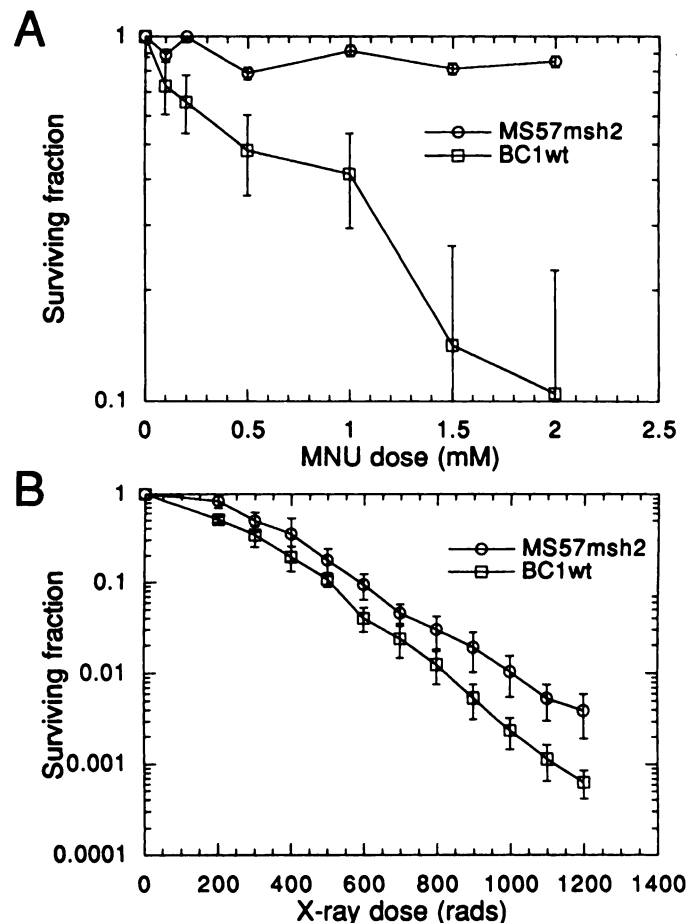 A
1
Surviving fraction
0.1
MS57msh2
BC1wt
0 0.5 1 1.5 2 2.5
MNU dose (mM)
B
1
0.1
0.01
0.001
0.0001
Surviving fraction
MS57msh2
BC1wt
0 200 400 600 800 1000 1200 1400
X-ray dose (rads)